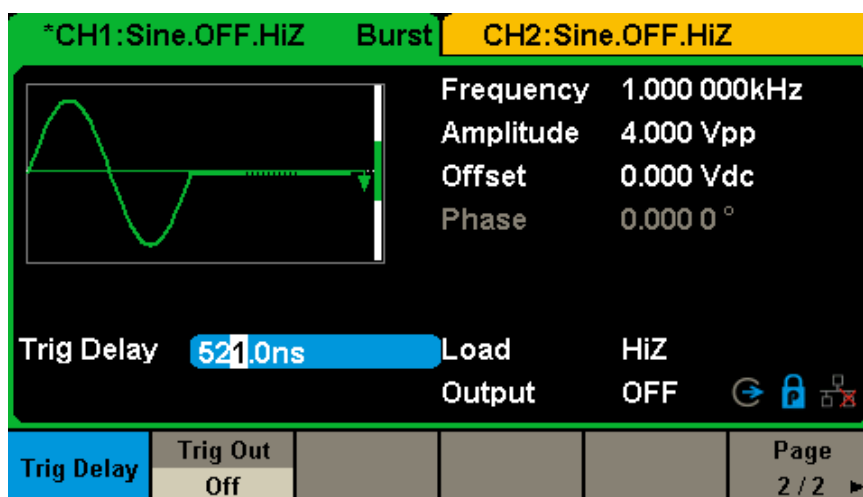 *CH1:Sine.OFF.HiZ Burst CH2:Sine.OFF.HiZ
Frequency 1.000 000kHz
Amplitude 4.000 Vpp
Offset 0.000 Vdc
Phase 0.000 0 °
Trig Delay 521.0ns Load HiZ
Output OFF P
Trig Delay Trig Out Off Page 2 / 2